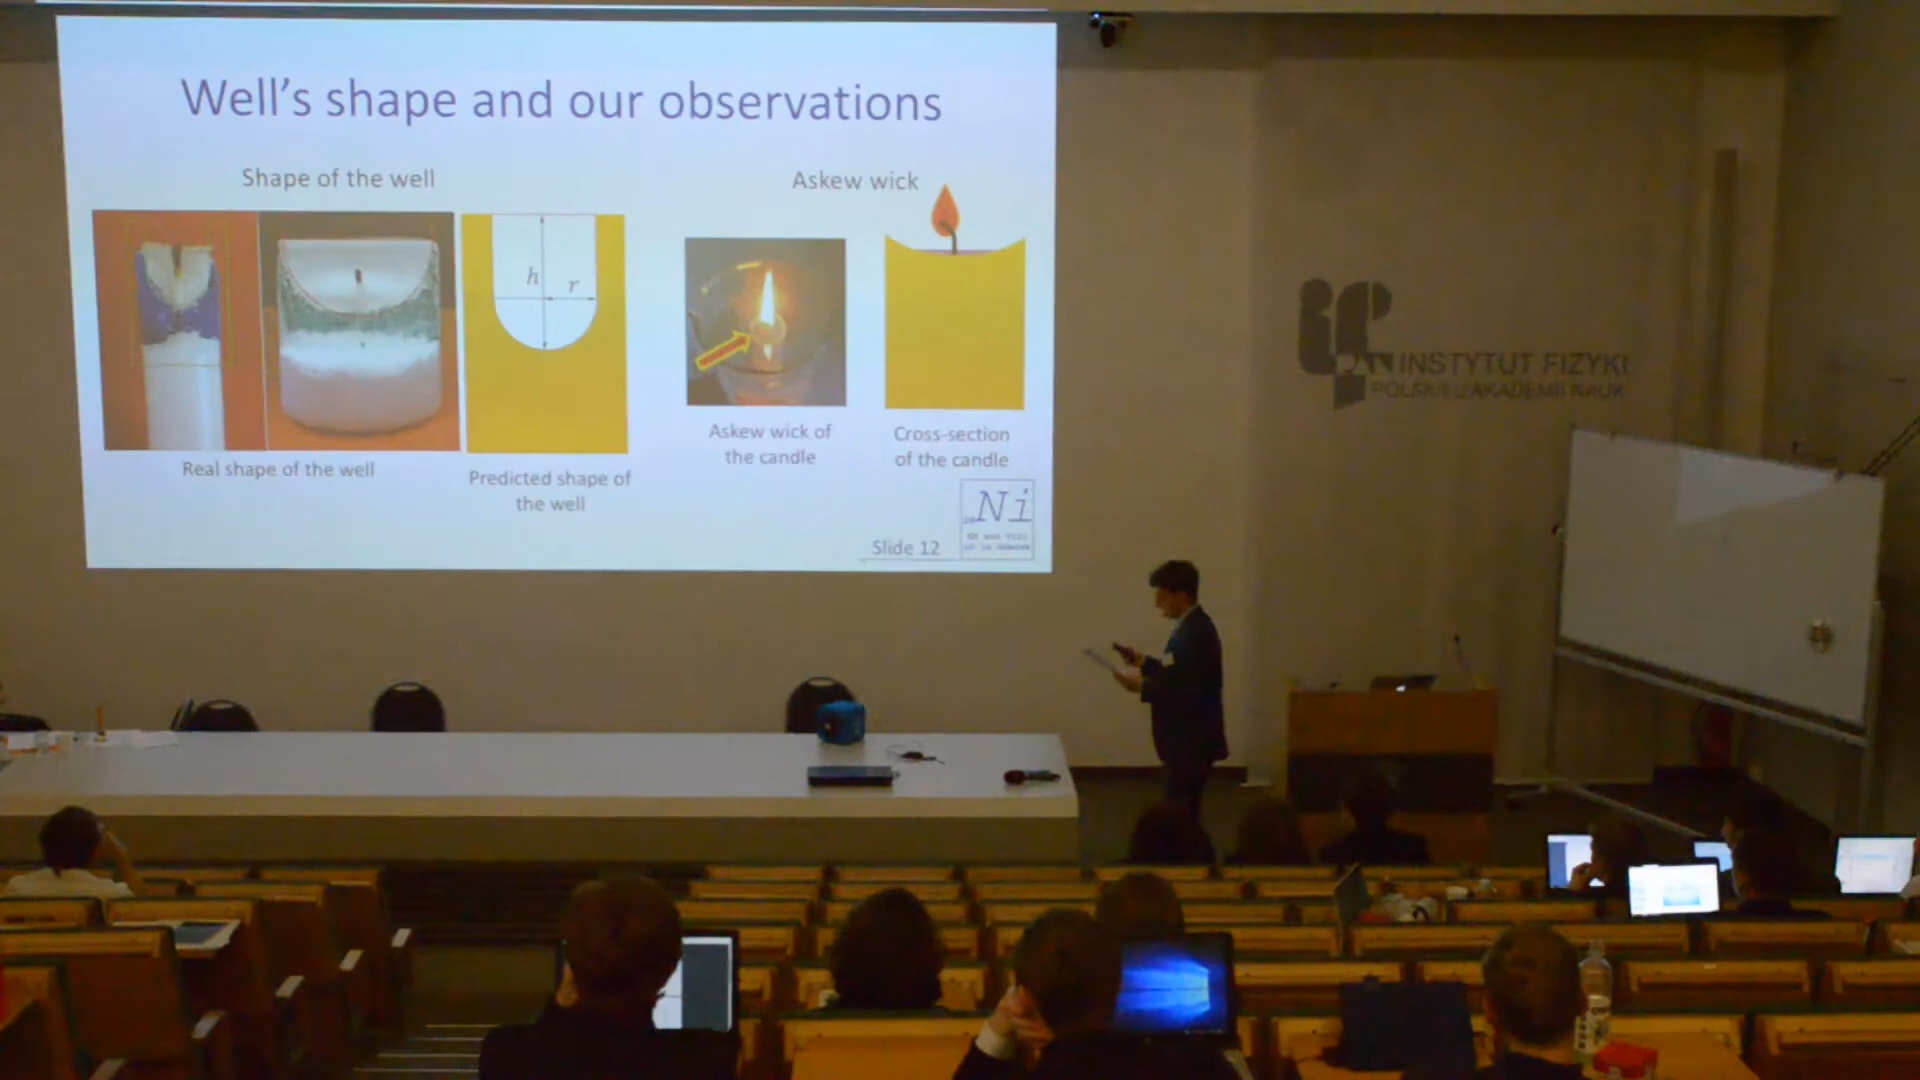 Well's shape and our observations
Shape of the well
Askew wick
h
r
Real shape of the well
Predicted shape of
the well
Askew wick of
the candle
Cross-section
of the candle
Ni
Slide 12
IF
PAN INSTYTUT FIZYKI
POLSKIEJ AKADEMII NAUK